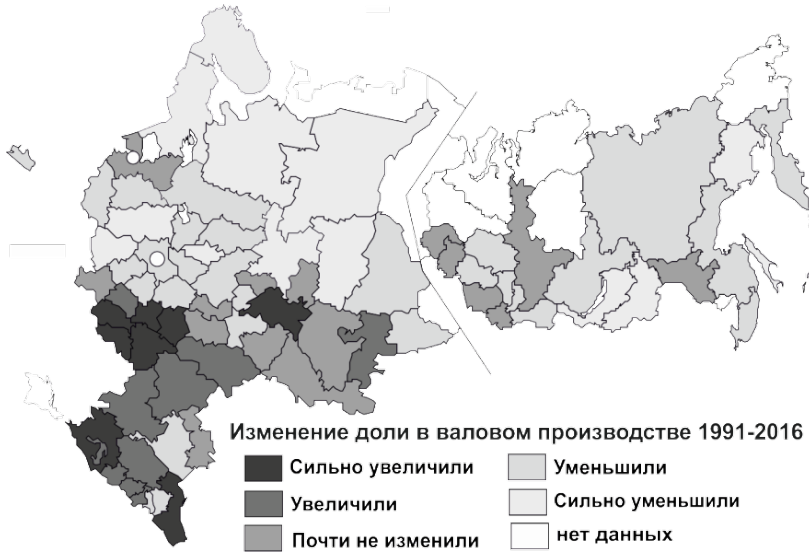 Изменение доли в валовом производстве 1991-2016
Сильно увеличили
Уменьшили
Увеличили
Сильно уменьшили
Почти не изменили
нет данных